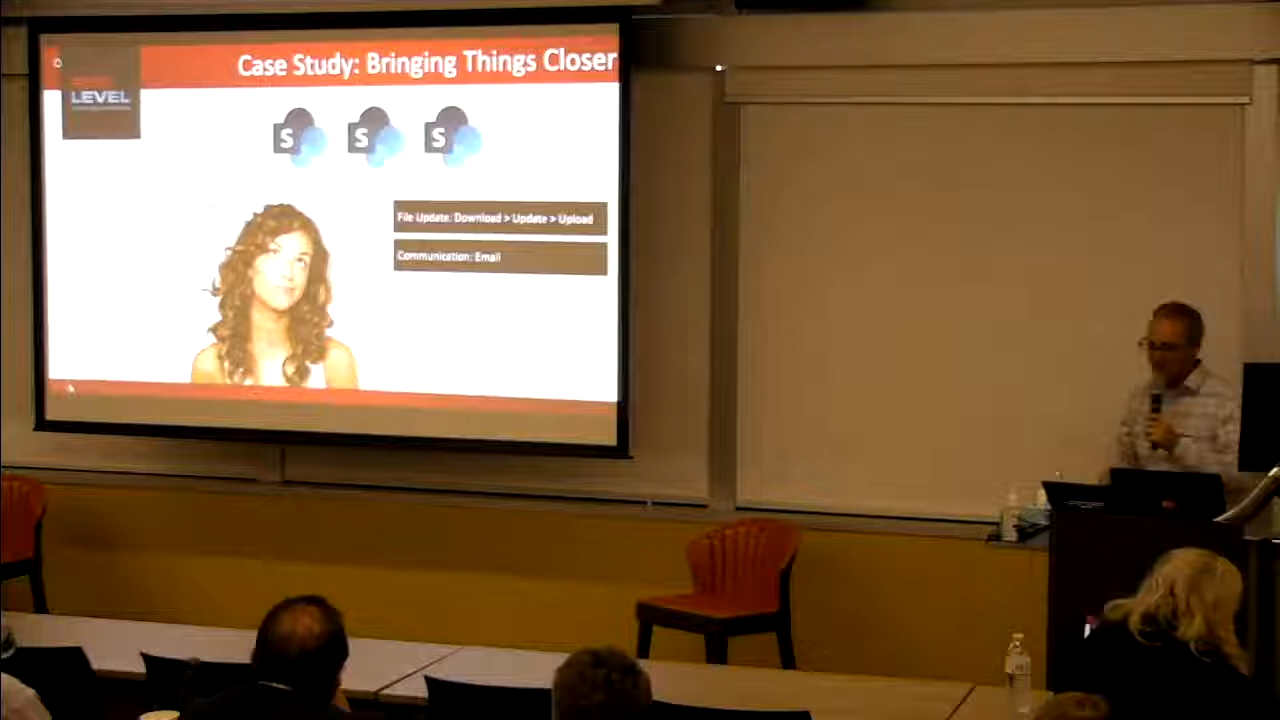 Case Study: Bringing Things Closer
LEVEL
S S S
File Update: Download > Update > Upload
Communication: Email